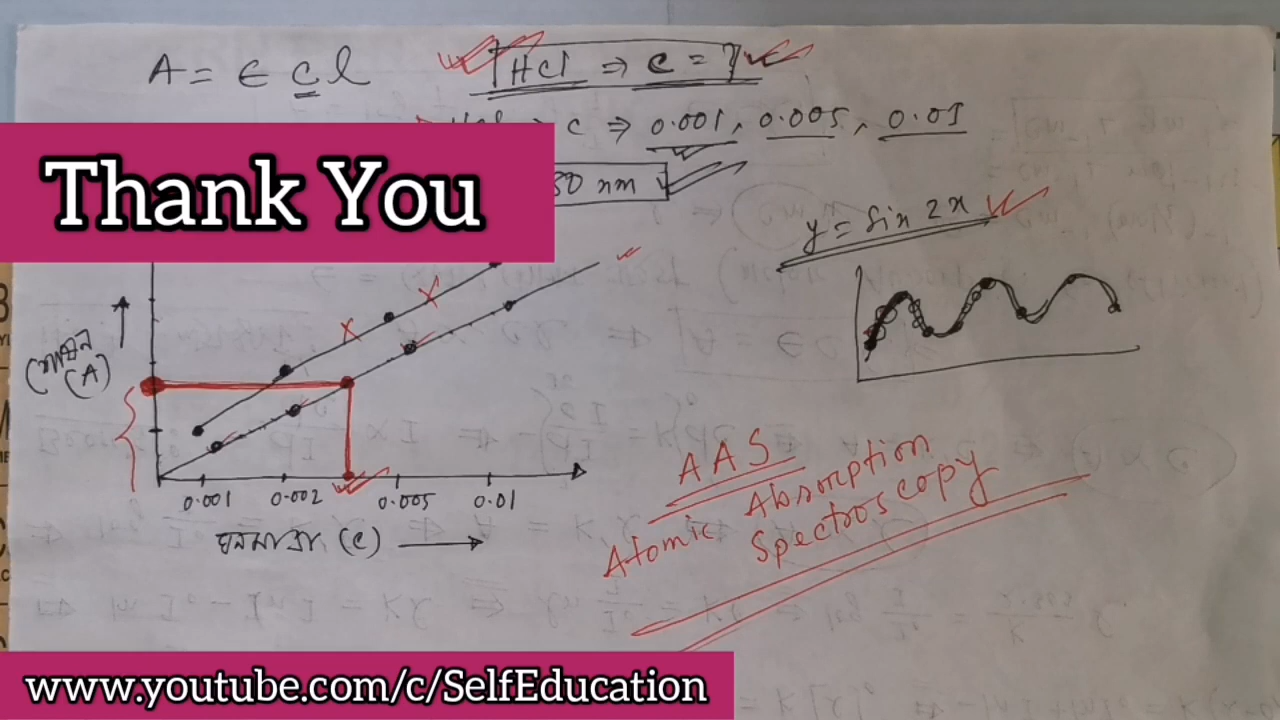 A = ϵ c l
HCl ⇒ c = ?
c ⇒ 0.001, 0.005, 0.01
Thank You
30 nm
y = Sin 2x
(A)
0.001 0.002 0.005 0.01
ঘনমাত্রা (c)
AAS
Atomic Absorption
Spectroscopy
www.youtube.com/c/SelfEducation